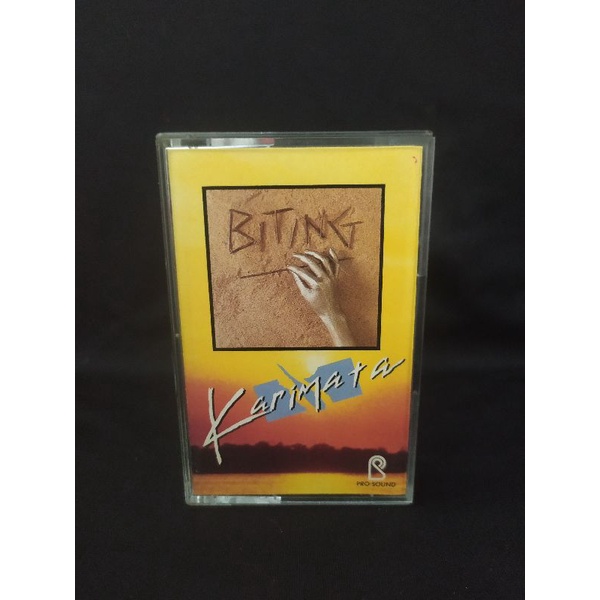 BITING
Karimata
PRO-SOUND